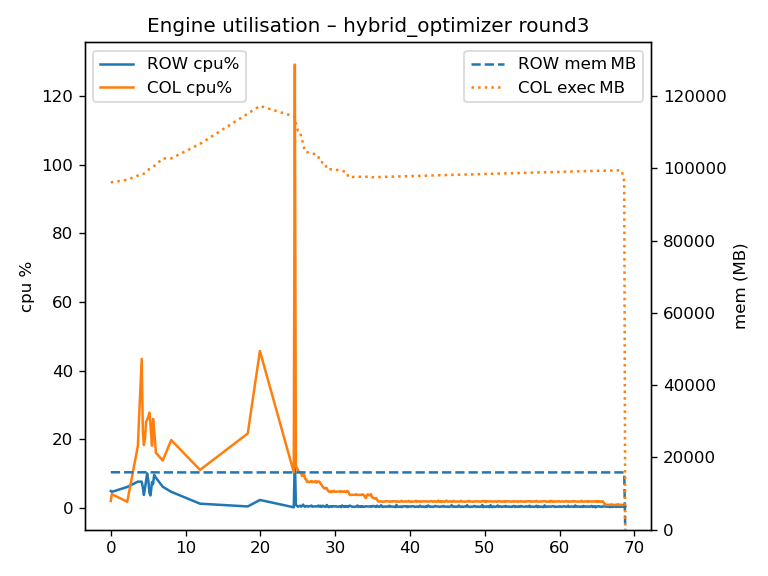 Engine utilisation – hybrid_optimizer round3
ROW cpu%
COL cpu%
ROW mem MB
COL exec MB
cpu %
120
100
80
60
40
20
0
mem (MB)
120000
100000
80000
60000
40000
20000
0
0 10 20 30 40 50 60 70